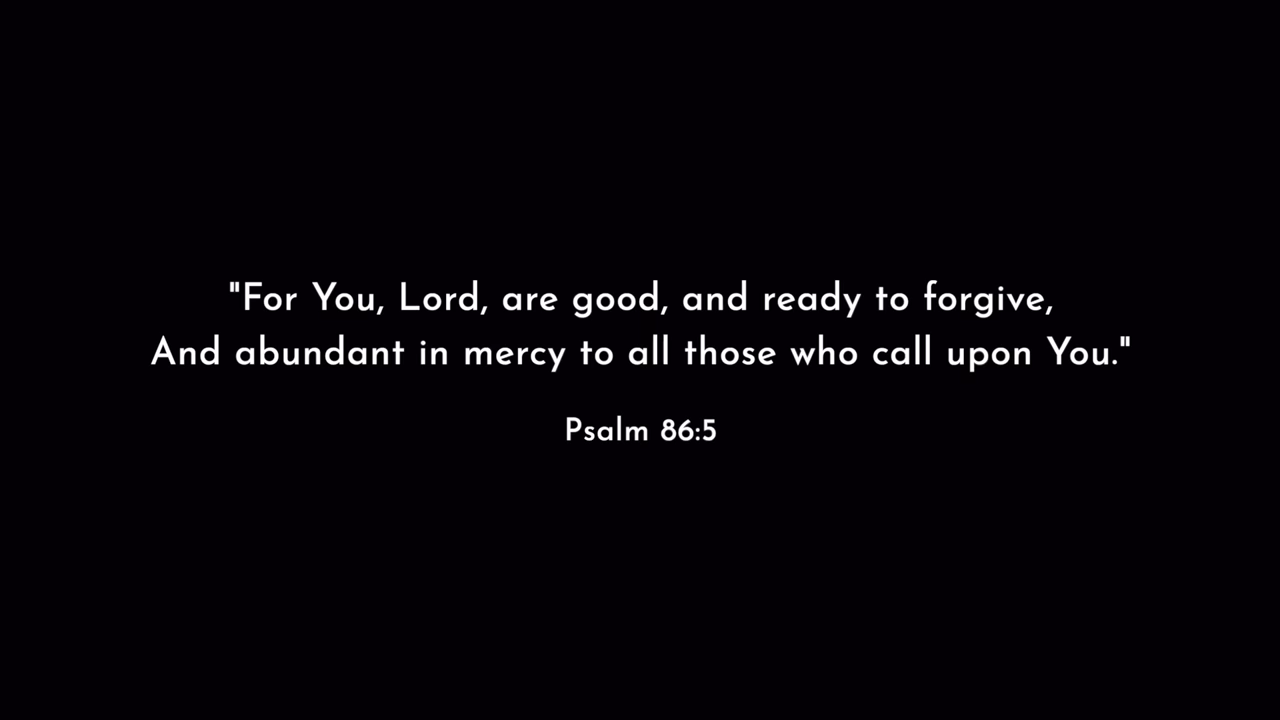 "For You, Lord, are good, and ready to forgive,
And abundant in mercy to all those who call upon You."
Psalm 86:5